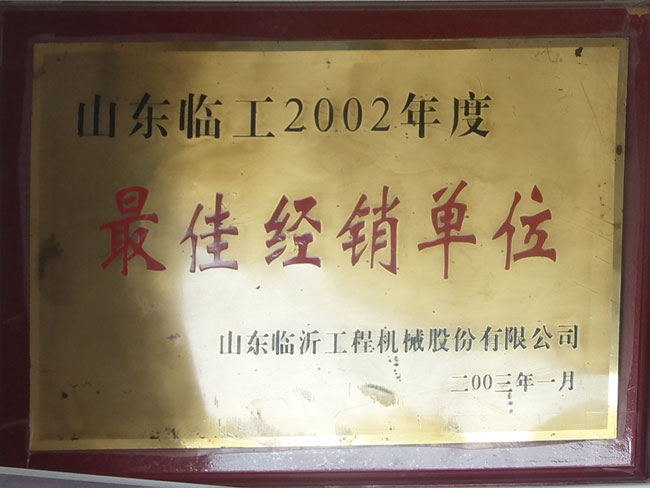 山东临工2002年度
最佳经销单位
山东临沂工程机械股份有限公司
二00三年一月